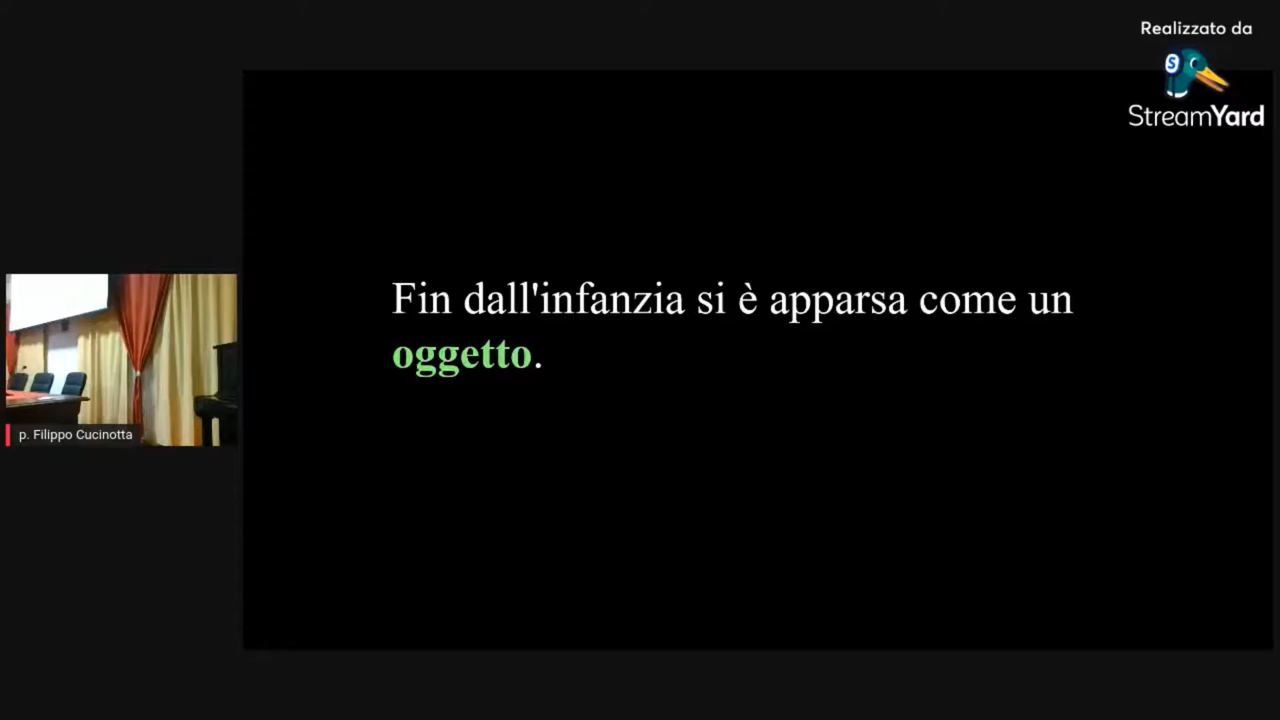 Realizzato da
StreamYard
Fin dall'infanzia si è apparsa come un
oggetto.
p. Filippo Cucinotta